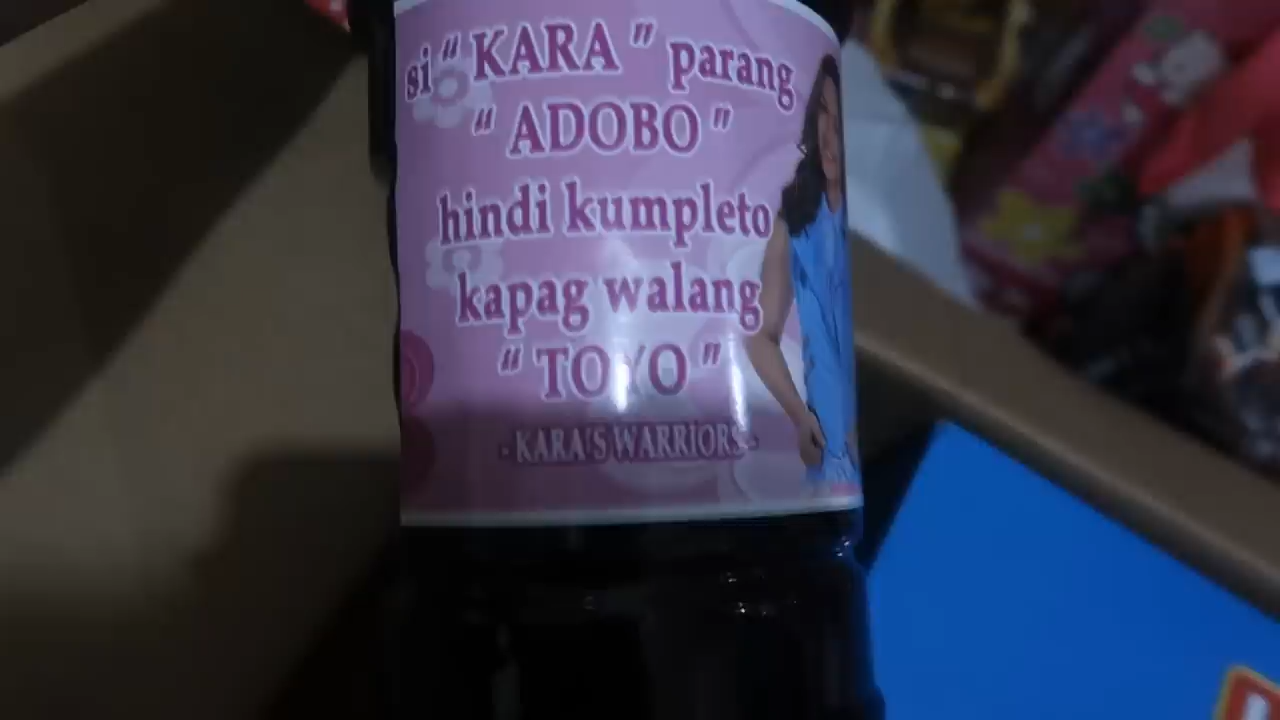 si " KARA " parang
" ADOBO "
hindi kumpleto
kapag walang
" TOYO "
- KARA'S WARRIORS -